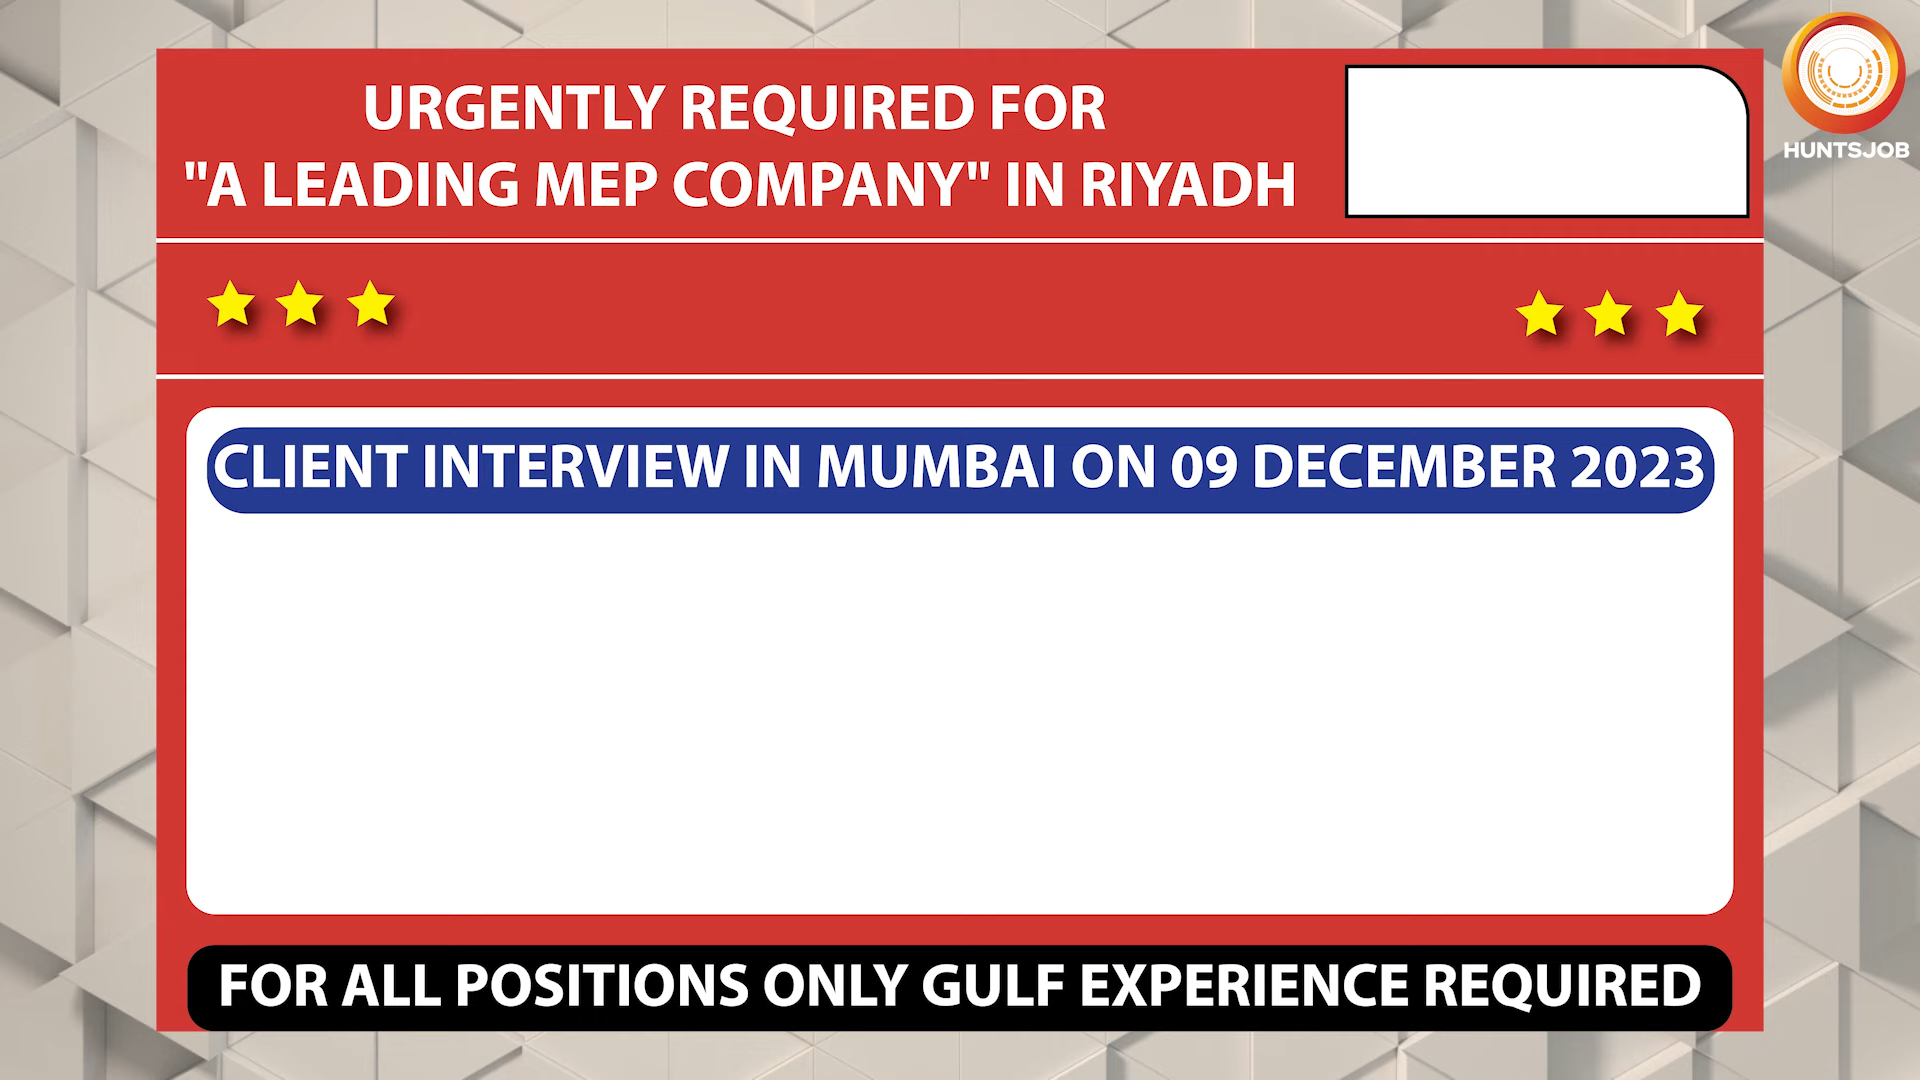 URGENTLY REQUIRED FOR
"A LEADING MEP COMPANY" IN RIYADH
HUNTSJOB
CLIENT INTERVIEW IN MUMBAI ON 09 DECEMBER 2023
FOR ALL POSITIONS ONLY GULF EXPERIENCE REQUIRED